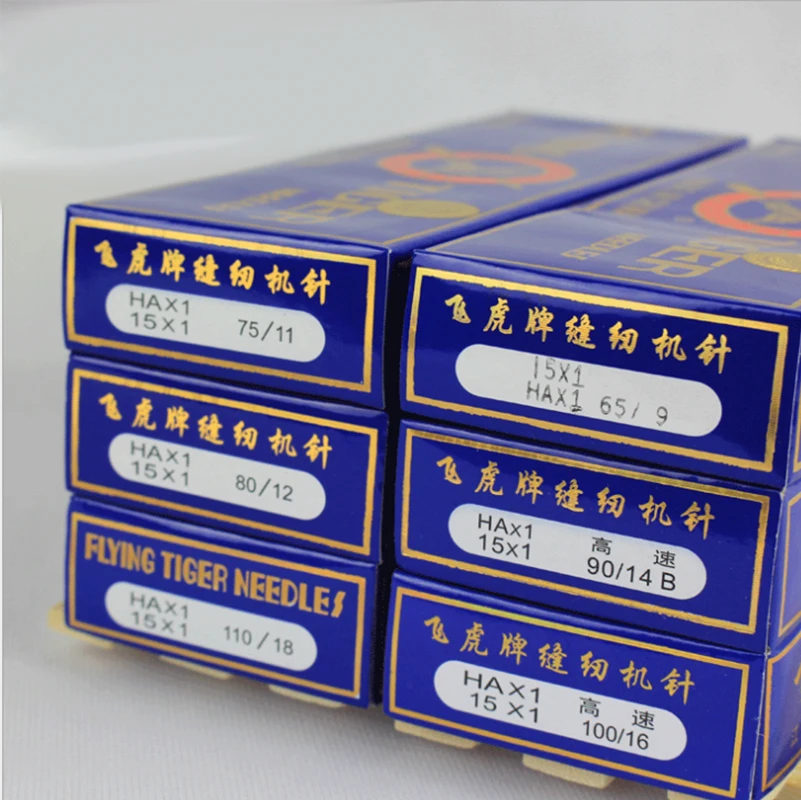 飞虎牌缝纫机针
HAX1
15X1 75/11
飞虎牌缝纫机针
HAX1
15X1 80/12
FLYING TIGER NEEDLES
HAX1
15X1 110/18
飞虎牌缝纫机针
15X1
HAX1 65/ 9
飞虎牌缝纫机针
HAX1 高 速
15x1 90/14 B
飞虎牌缝纫机针
HAX1 高 速
15X1 100/16